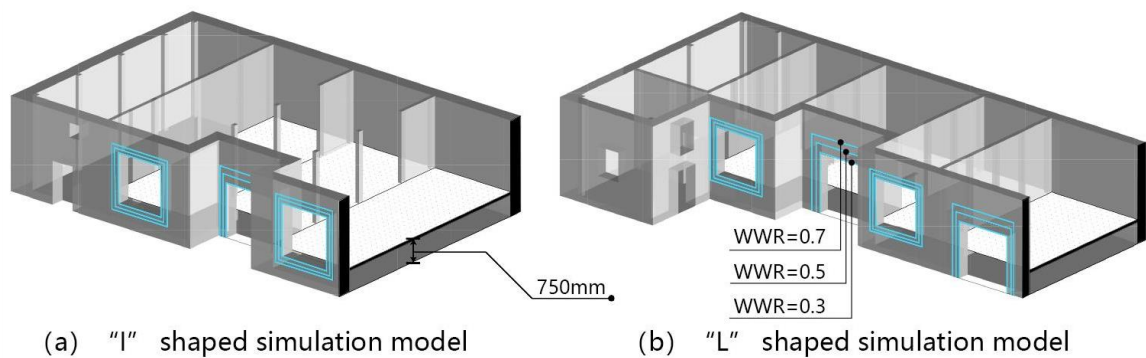 WWR=0.7
WWR=0.5
750mm
WWR=0.3
(a) “I” shaped simulation model
(b) “L” shaped simulation model